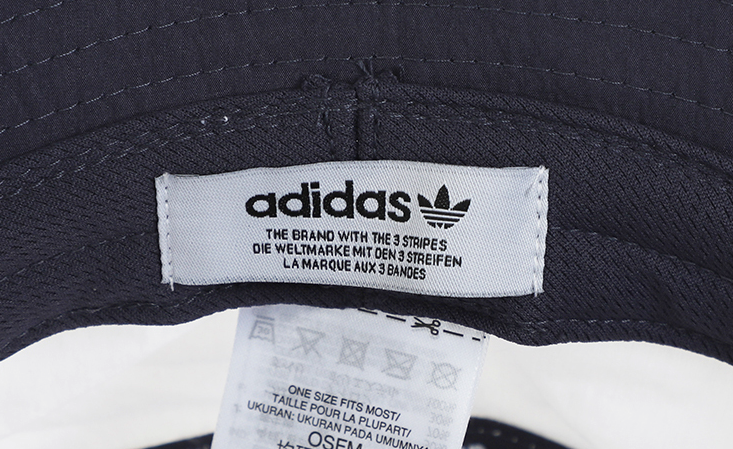 adidas
THE BRAND WITH THE 3 STRIPES
DIE WELTMARKE MIT DEN 3 STREIFEN
LA MARQUE AUX 3 BANDES
ONE SIZE FITS MOST/
TAILLE POUR LA PLUPART/
UKURAN: UKURAN PADA UMUMNYA
OSFM